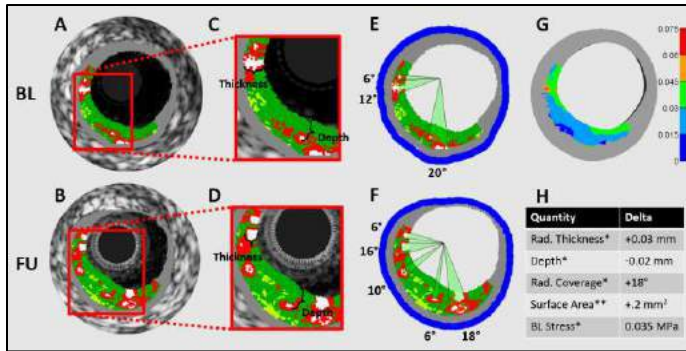 A
C
E
G
BL
Thickness
Depth
6°
12°
20°
0.075
0.060
0.045
0.030
0.015
0
B
D
F
H
FU
Thickness
Depth
6°
16°
10°
6°
18°
Quantity Delta
Rad. Thickness* +0.03 mm
Depth* -0.02 mm
Rad. Coverage* +18°
Surface Area** +.2 mm²
BL Stress* 0.035 MPa